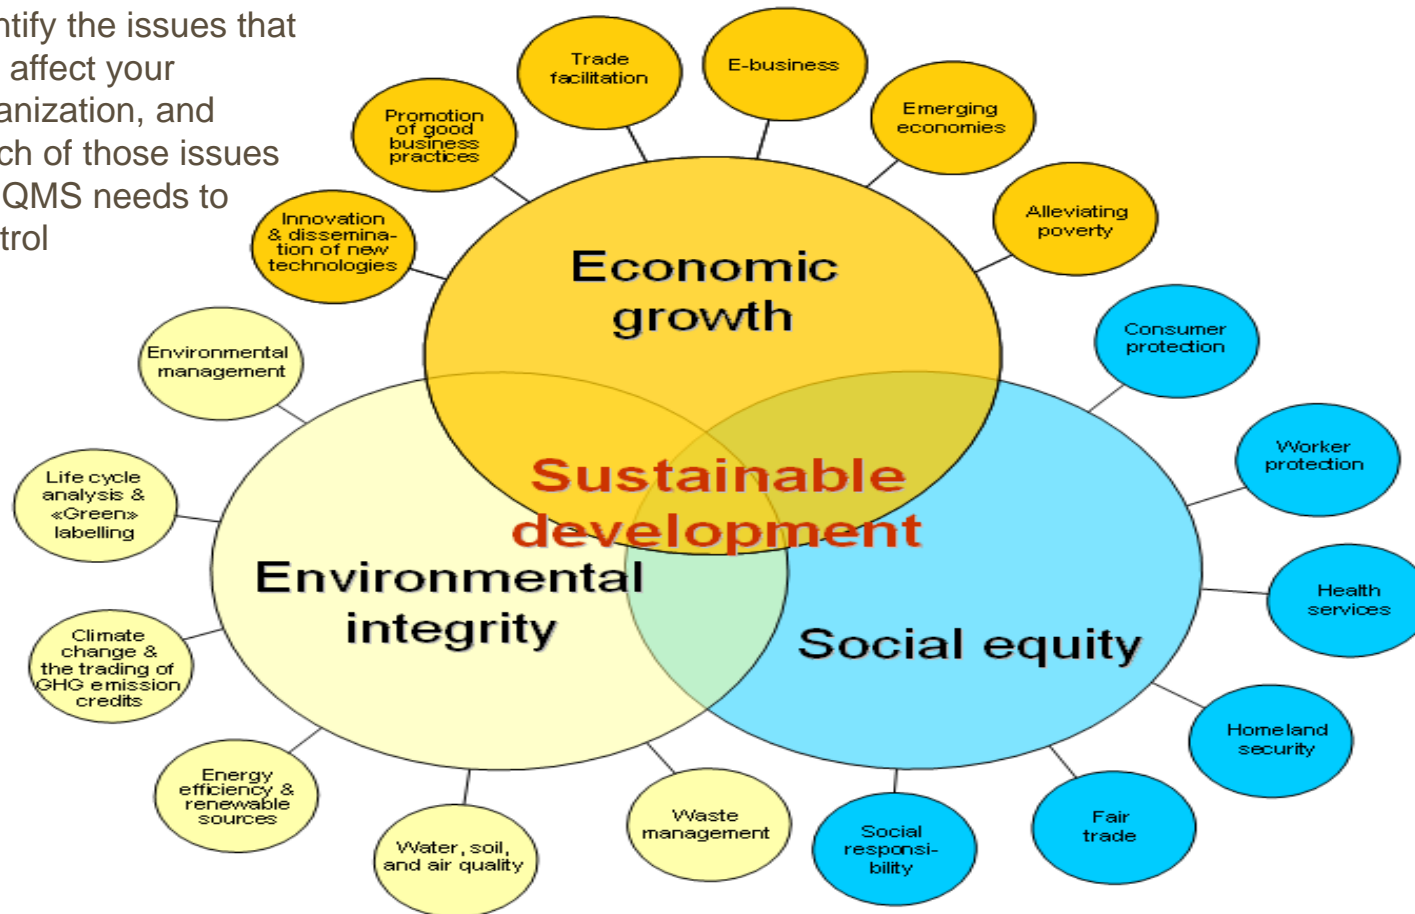 ntify the issues that
affect your
anization, and
ch of those issues
QMS needs to
trol
Trade
facilitation
E-business
Emerging
economies
Promotion
of good
business
practices
Alleviating
poverty
Innovation
& dissemina-
tion of new
technologies
Economic
growth
Consumer
protection
Environmental
management
Worker
protection
Life cycle
analysis &
«Green»
labelling
Sustainable
development
Environmental
integrity
Social equity
Health
services
Climate
change &
the trading of
GHG emission
credits
Homeland
security
Energy
efficiency &
renewable
sources
Water, soil,
and air quality
Waste
management
Social
responsi-
bility
Fair
trade